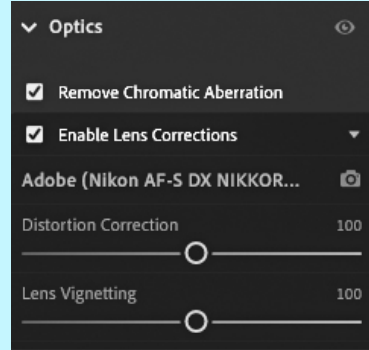 Optics
Remove Chromatic Aberration
Enable Lens Corrections
Adobe (Nikon AF-S DX NIKKOR...
Distortion Correction 100
Lens Vignetting 100